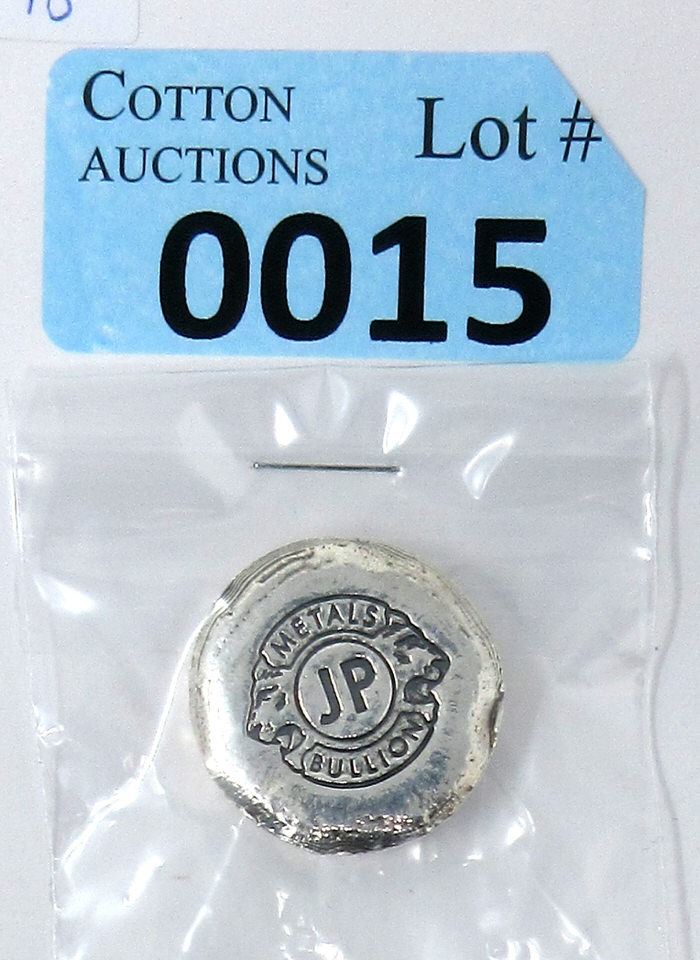 COTTON
AUCTIONS
Lot #
0015
METALS
JP
BULLION